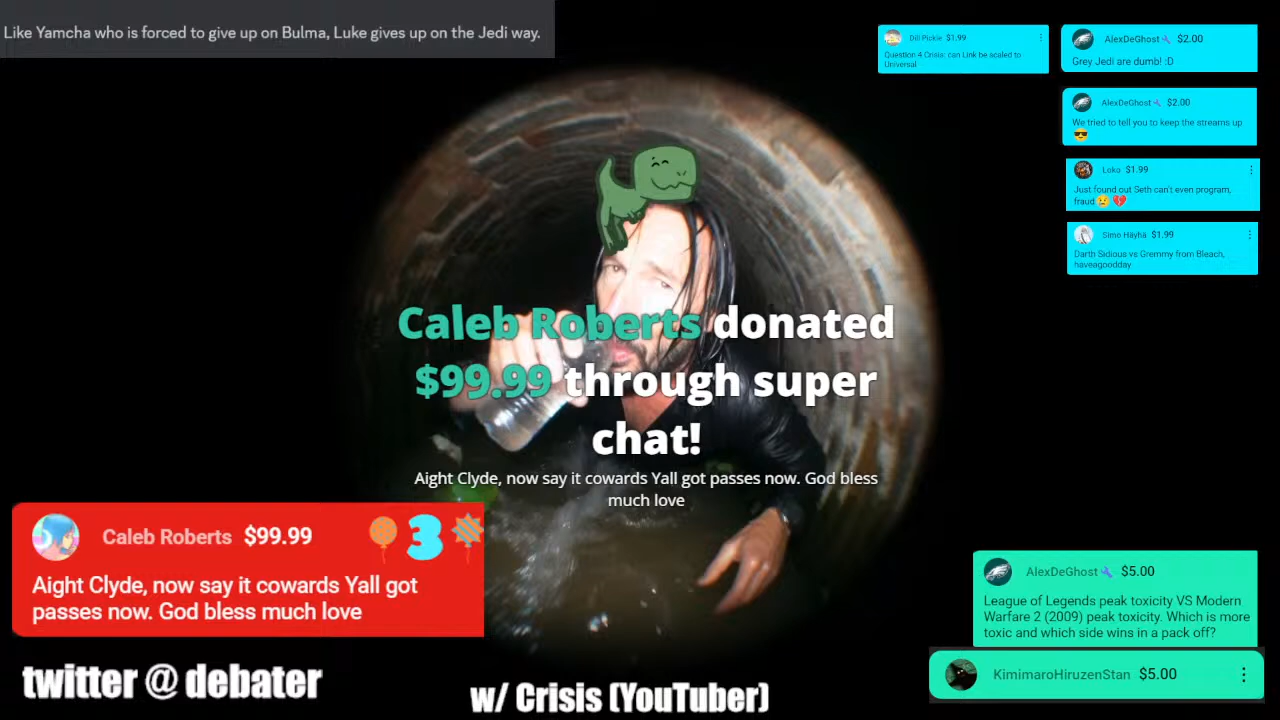 Like Yamcha who is forced to give up on Bulma, Luke gives up on the Jedi way.
Dill Pickle $1.99
Question 4 Crisis: can Link be scaled to
Universal
AlexDeGhost $2.00
Grey Jedi are dumb! :D
AlexDeGhost $2.00
We tried to tell you to keep the streams up
😎
Loko $1.99
Just found out Seth can't even program,
fraud😢 💔
Simo Häyhä $1.99
Darth Sidious vs Gremmy from Bleach,
haveagoodday
Caleb Roberts donated
$99.99 through super
chat!
Aight Clyde, now say it cowards Yall got passes now. God bless
much love
Caleb Roberts $99.99
3
Aight Clyde, now say it cowards Yall got
passes now. God bless much love
AlexDeGhost $5.00
League of Legends peak toxicity VS Modern
Warfare 2 (2009) peak toxicity. Which is more
toxic and which side wins in a pack off?
KimimaroHiruzenStan $5.00
twitter @ debater
w/ Crisis (YouTuber)